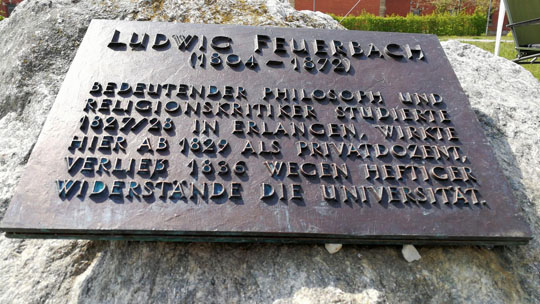 LUDWIG FEUERBACH
(1804-1872)
BEDEUTENDER PHILOSOPH UND
RELIGIONSKRITIKER STUDIERTE
1827/28 IN ERLANGEN, WIRKTE
HIER AB 1829 ALS PRIVATDOZENT,
VERLIEß 1836 WEGEN HEFTIGER
WIDERSTÄNDE DIE UNIVERSITÄT.